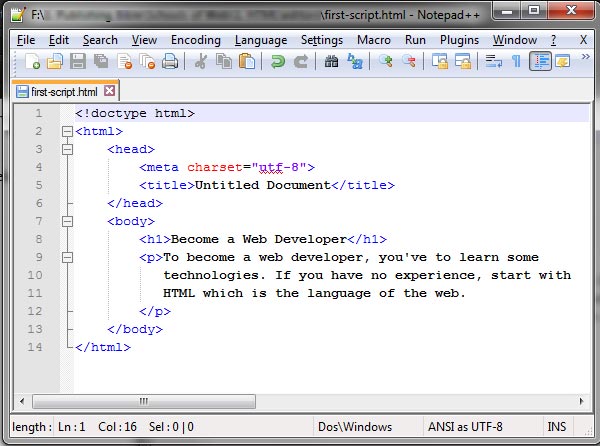 F:\ \first-script.html - Notepad++
File Edit Search View Encoding Language Settings Macro Run Plugins Window ? X
first-script.html
1 <!doctype html>
2 <html>
3 <head>
4 <meta charset="utf-8">
5 <title>Untitled Document</title>
6 </head>
7 <body>
8 <h1>Become a Web Developer</h1>
9 <p>To become a web developer, you've to learn some
10 technologies. If you have no experience, start with
11 HTML which is the language of the web.
12 </p>
13 </body>
14 </html>
length : Ln : 1 Col : 16 Sel : 0 | 0 Dos\Windows ANSI as UTF-8 INS